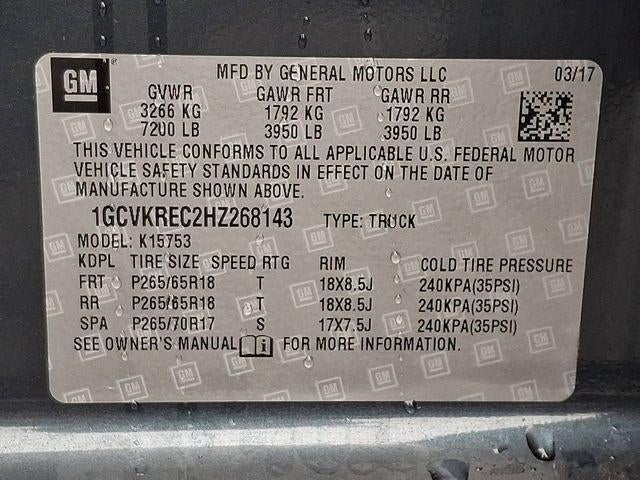 GM MFD BY GENERAL MOTORS LLC 03/17
GVWR GAWR FRT GAWR RR
3266 KG 1792 KG 1792 KG
7200 LB 3950 LB 3950 LB
THIS VEHICLE CONFORMS TO ALL APPLICABLE U.S. FEDERAL MOTOR
VEHICLE SAFETY STANDARDS IN EFFECT ON THE DATE OF
MANUFACTURE SHOWN ABOVE.
1GCVKREC2HZ268143 TYPE: TRUCK
MODEL: K15753
KDPL TIRE SIZE SPEED RTG RIM COLD TIRE PRESSURE
FRT P265/65R18 T 18X8.5J 240KPA(35PSI)
RR P265/65R18 T 18X8.5J 240KPA(35PSI)
SPA P265/70R17 S 17X7.5J 240KPA(35PSI)
SEE OWNER'S MANUAL i FOR MORE INFORMATION.